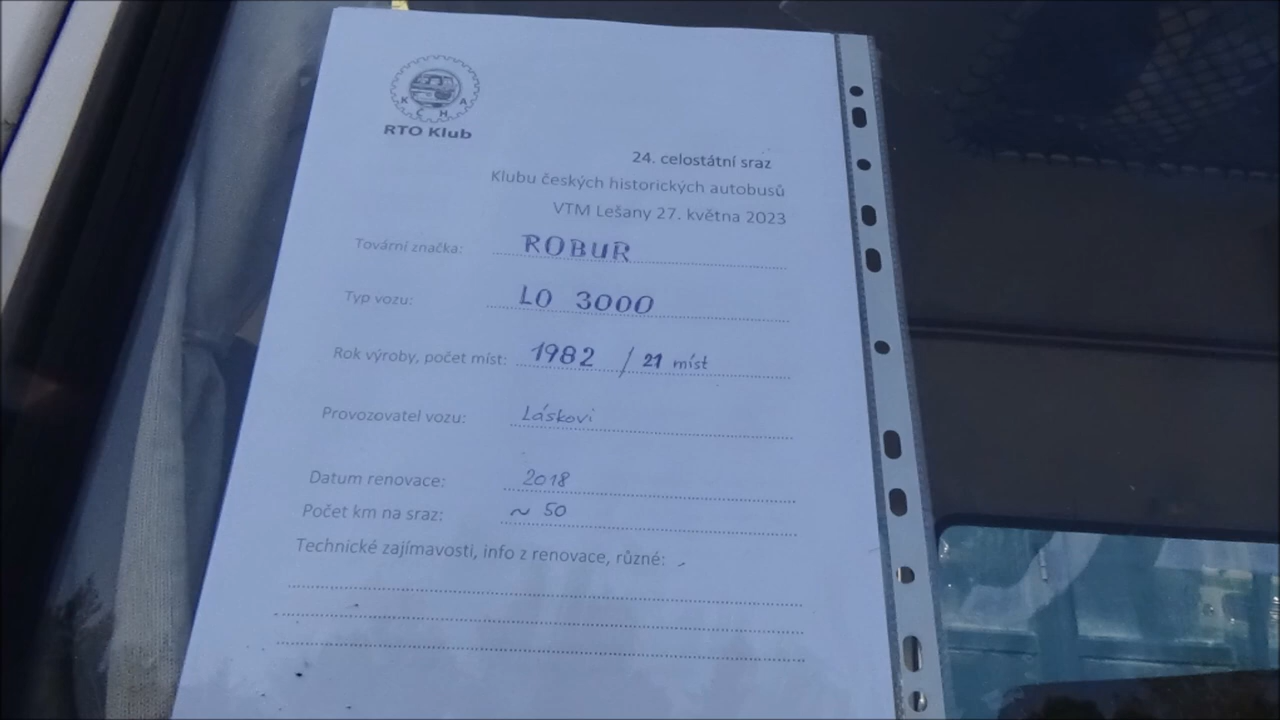 K Č H A
RTO Klub
24. celostátní sraz
Klubu českých historických autobusů
VTM Lešany 27. května 2023
Tovární značka: ROBUR
Typ vozu: LO 3000
Rok výroby, počet míst: 1982 / 21 míst
Provozovatel vozu: Láskovi
Datum renovace: 2018
Počet km na sraz: ~ 50
Technické zajímavosti, info z renovace, různé: -